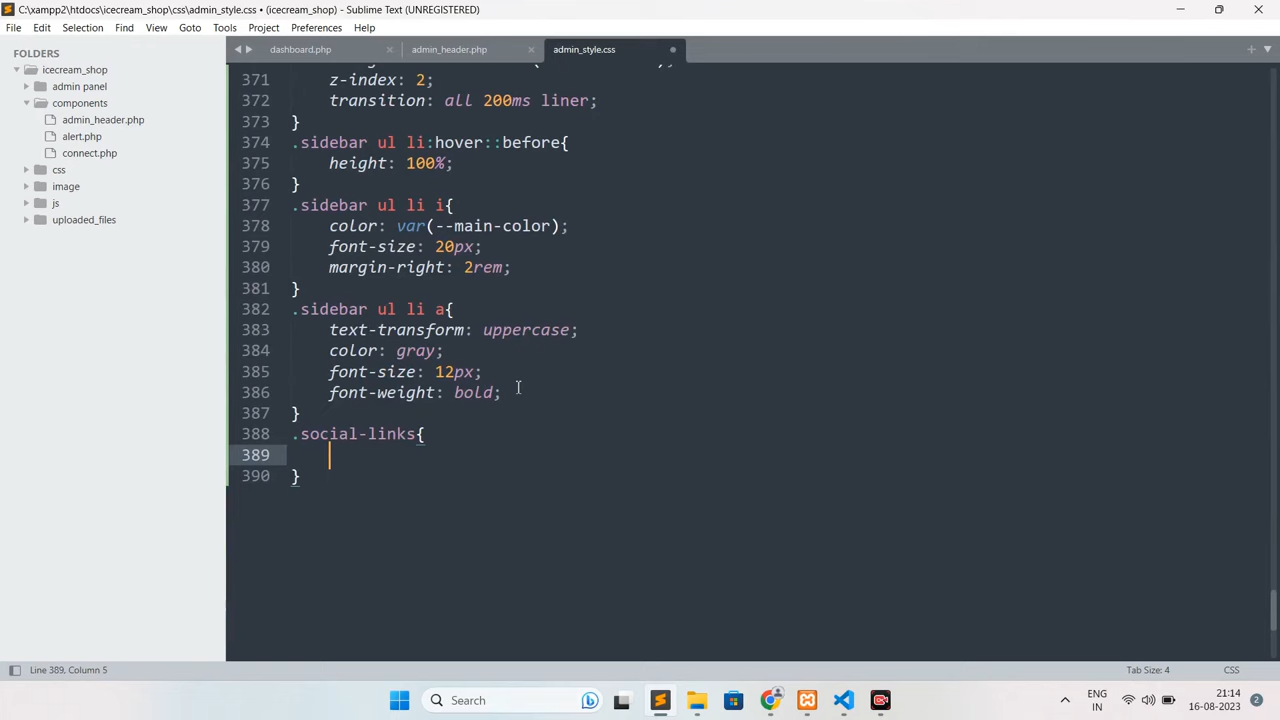 C:\xampp2\htdocs\icecream_shop\css\admin_style.css • (icecream_shop) - Sublime Text (UNREGISTERED)
File Edit Selection Find View Goto Tools Project Preferences Help
FOLDERS
icecream_shop
admin panel
components
admin_header.php
alert.php
connect.php
css
image
js
uploaded_files
dashboard.php admin_header.php admin_style.css
371 z-index: 2;
372 transition: all 200ms liner;
373 }
374 .sidebar ul li:hover::before{
375 height: 100%;
376 }
377 .sidebar ul li i{
378 color: var(--main-color);
379 font-size: 20px;
380 margin-right: 2rem;
381 }
382 .sidebar ul li a{
383 text-transform: uppercase;
384 color: gray;
385 font-size: 12px;
386 font-weight: bold;
387 }
388 .social-links{
389
390 }
Line 389, Column 5 Tab Size: 4 CSS
Search ENG IN 21:14 16-08-2023 2